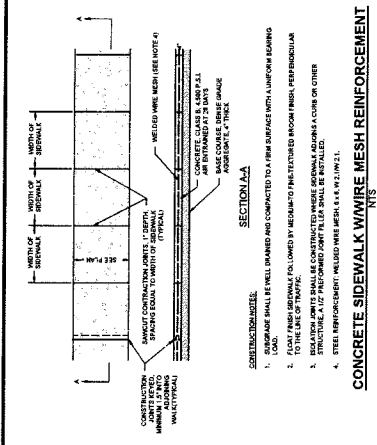 WIDTH OF
SIDEWALK
WIDTH OF
SIDEWALK
WIDTH OF
SIDEWALK
SEE PLAN
SAWCUT CONTRACTION JOINTS 1" DEPTH,
SPACING EQUAL TO WIDTH OF SIDEWALK
(TYPICAL)
CONSTRUCTION
JOINTS KEYED,
MINIMUM 1.5" INTO
ADJOINING
WALK (TYPICAL)
WELDED WIRE MESH (SEE NOTE 4)
CONCRETE, CLASS B, 4,500 P.S.I.
AIR ENTRAINED AT 28 DAYS
BASE COURSE, DENSE GRADE
AGGREGATE, 4" THICK
SECTION A-A
CONSTRUCTION NOTES:
1. SUBGRADE SHALL BE WELL DRAINED AND COMPACTED TO A FIRM SURFACE WITH A UNIFORM BEARING
LOAD.
2. FLOAT FINISH SIDEWALK FOLLOWED BY MEDIUM-TO FINE-TEXTURED BROOM FINISH, PERPENDICULAR
TO THE LINE OF TRAFFIC.
3. ISOLATION JOINTS SHALL BE CONSTRUCTED WHERE SIDEWALK ADJOINS A CURB OR OTHER
STRUCTURE, A 1/2" PREFORMED JOINT FILLER SHALL BE INSTALLED.
4. STEEL REINFORCEMENT WELDED WIRE MESH, 6 x 6, W 2.1/W 2.1.
CONCRETE SIDEWALK W/WIRE MESH REINFORCEMENT
NTS